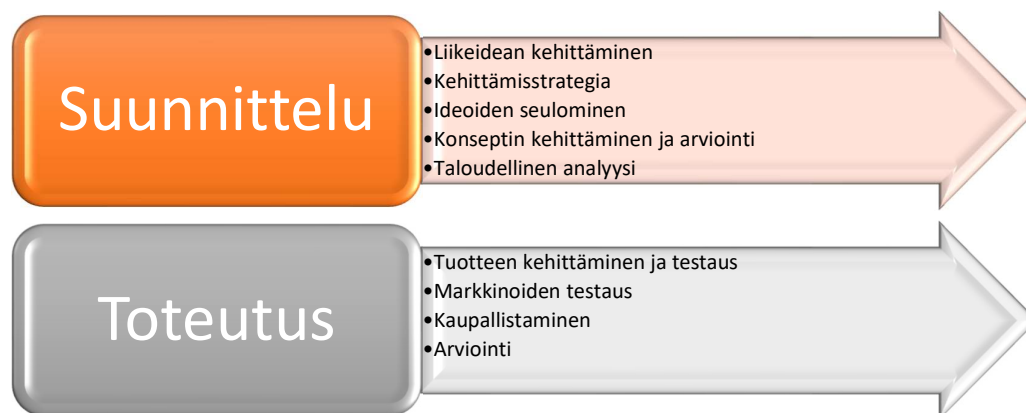 Suunnittelu
•Liikeidean kehittäminen
•Kehittämisstrategia
•Ideoiden seulominen
•Konseptin kehittäminen ja arviointi
•Taloudellinen analyysi
Toteutus
•Tuotteen kehittäminen ja testaus
•Markkinoiden testaus
•Kaupallistaminen
•Arviointi